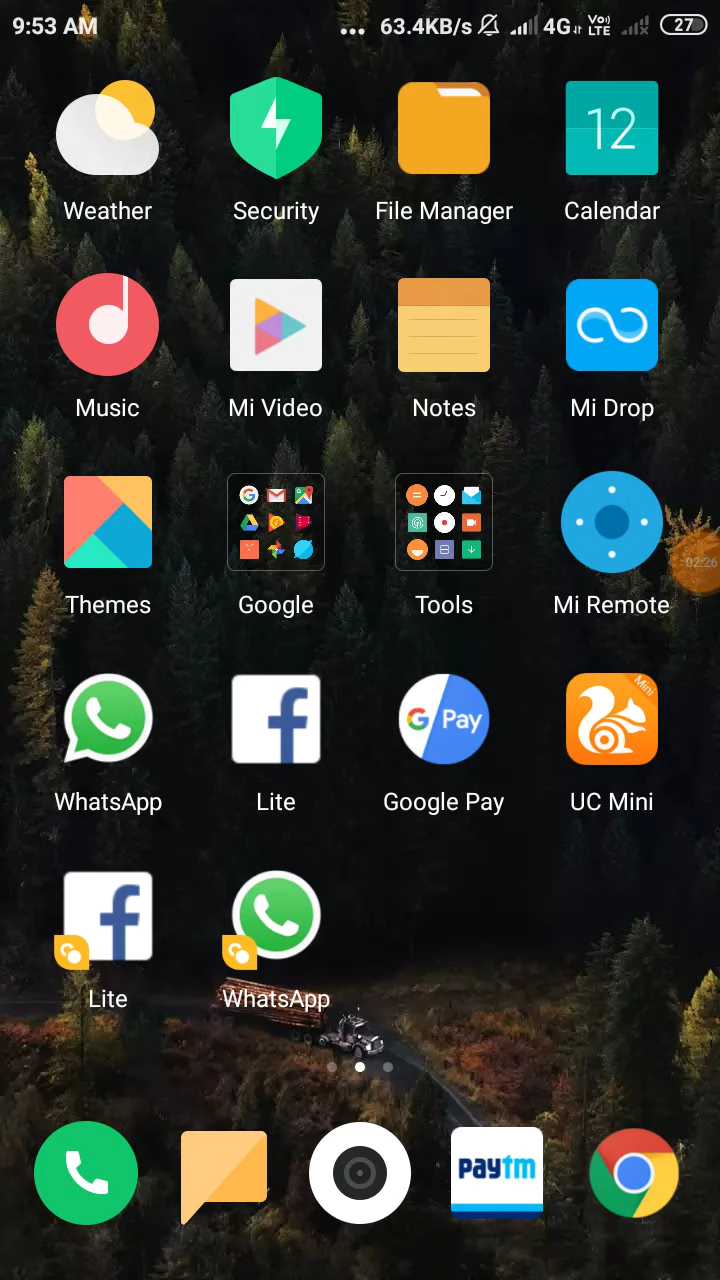 9:53 AM ... 63.4KB/s 4G Vo)) LTE 27
12
Weather Security File Manager Calendar
Music Mi Video Notes Mi Drop
02:26
Themes Google Tools Mi Remote
G Pay Mini
WhatsApp Lite Google Pay UC Mini
Lite WhatsApp
paytm